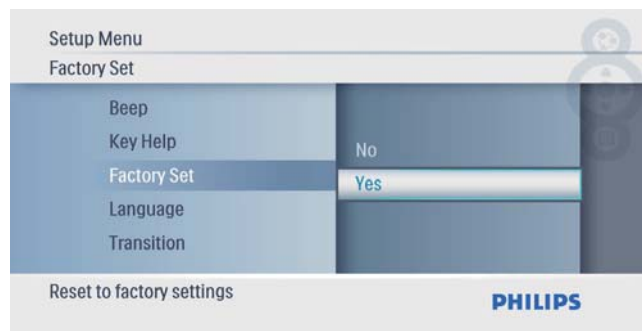 Setup Menu
Factory Set
Beep
Key Help
Factory Set
Language
Transition
No
Yes
Reset to factory settings
PHILIPS